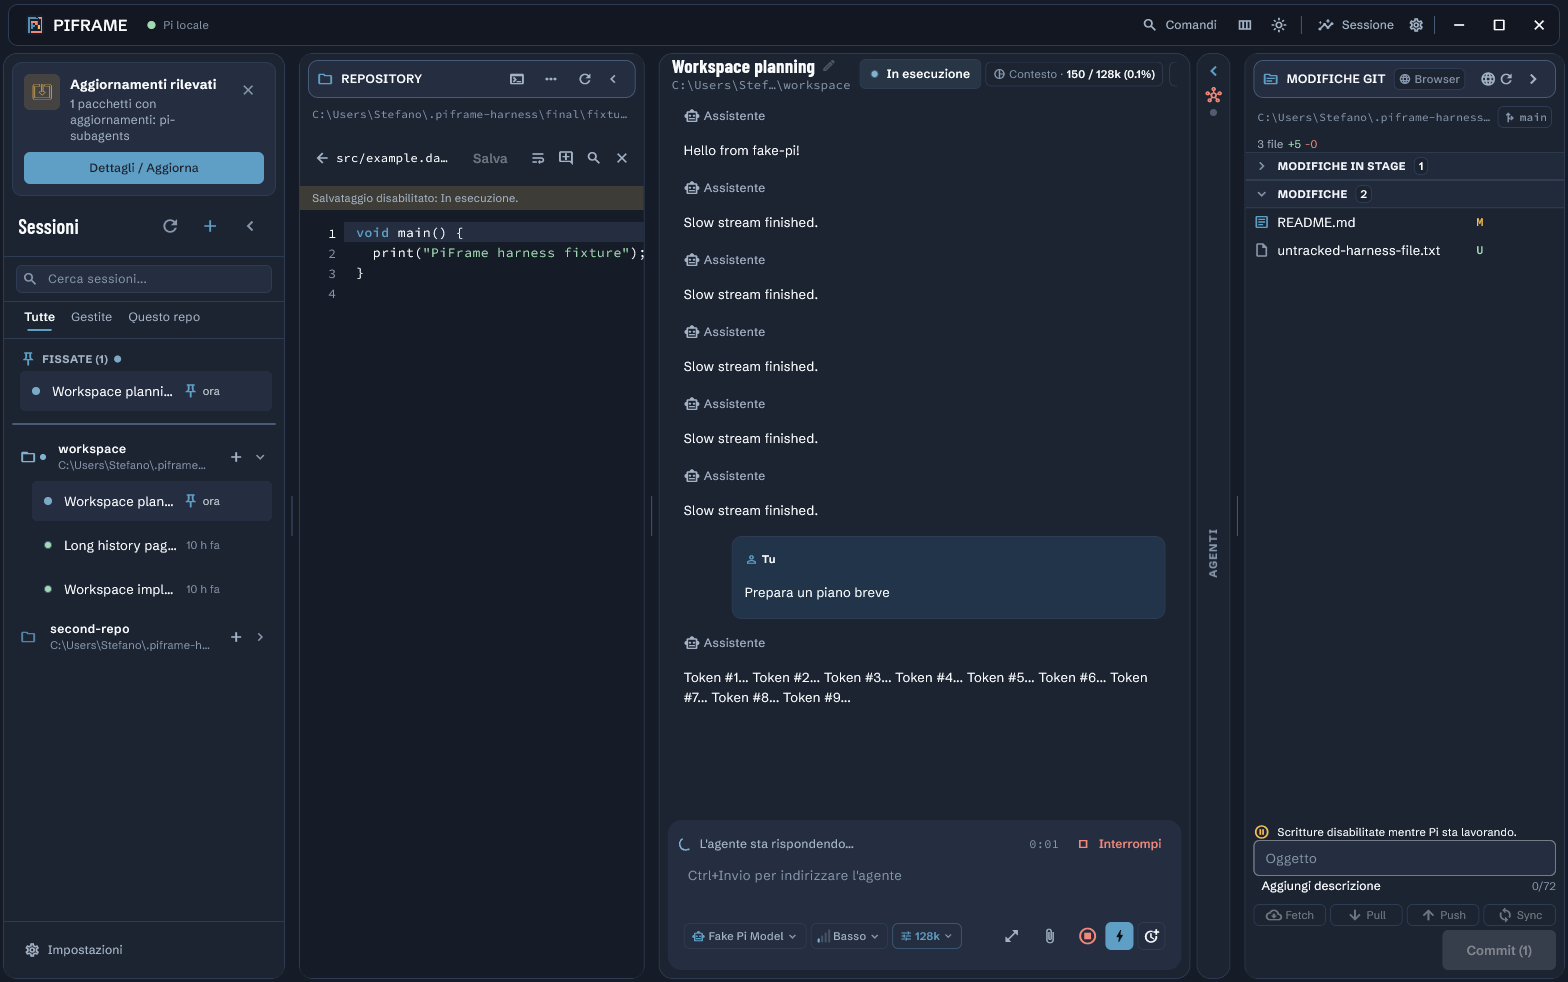 PIFRAME
Pi locale
Comandi
Sessione
Aggiornamenti rilevati
1 pacchetti con
aggiornamenti: pi-
subagents
Dettagli / Aggiorna
Sessioni
Cerca sessioni...
Tutte
Gestite
Questo repo
FISSATE (1)
Workspace planni...
ora
workspace
C:\Users\Stefano\.piframe...
Workspace plan...
ora
Long history pag...
10 h fa
Workspace impl...
10 h fa
second-repo
C:\Users\Stefano\.piframe-h...
Impostazioni
REPOSITORY
C:\Users\Stefano\.piframe-harness\final\fixtu...
src/example.da...
Salva
Salvataggio disabilitato: In esecuzione.
1 void main() {
2 print("PiFrame harness fixture");
3 }
4
Workspace planning
C:\Users\Stef...\workspace
In esecuzione
Contesto · 150 / 128k (0.1%)
Assistente
Hello from fake-pi!
Assistente
Slow stream finished.
Assistente
Slow stream finished.
Assistente
Slow stream finished.
Assistente
Slow stream finished.
Assistente
Slow stream finished.
Tu
Prepara un piano breve
Assistente
Token #1... Token #2... Token #3... Token #4... Token #5... Token #6... Token
#7... Token #8... Token #9...
L'agente sta rispondendo...
0:01
Interrompi
Ctrl+Invio per indirizzare l'agente
Fake Pi Model
Basso
128k
AGENTI
MODIFICHE GIT
Browser
C:\Users\Stefano\.piframe-harness...
main
3 file +5 -0
MODIFICHE IN STAGE 1
MODIFICHE 2
README.md M
untracked-harness-file.txt U
Scritture disabilitate mentre Pi sta lavorando.
Oggetto
Aggiungi descrizione
0/72
Fetch
Pull
Push
Sync
Commit (1)